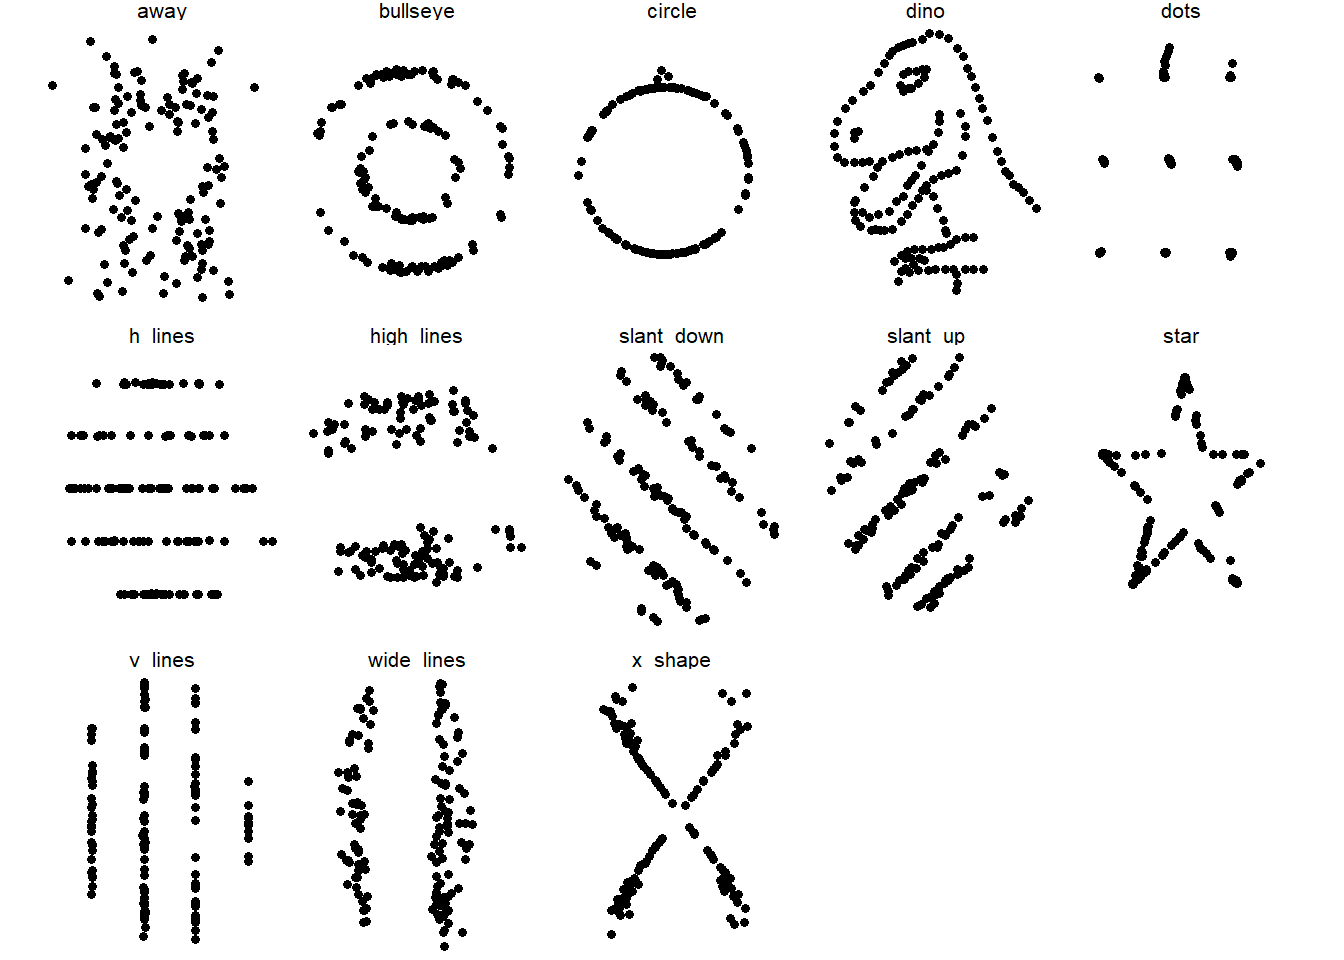 away bullseye circle dino dots
h_lines high_lines slant_down slant_up star
v_lines wide_lines x_shape